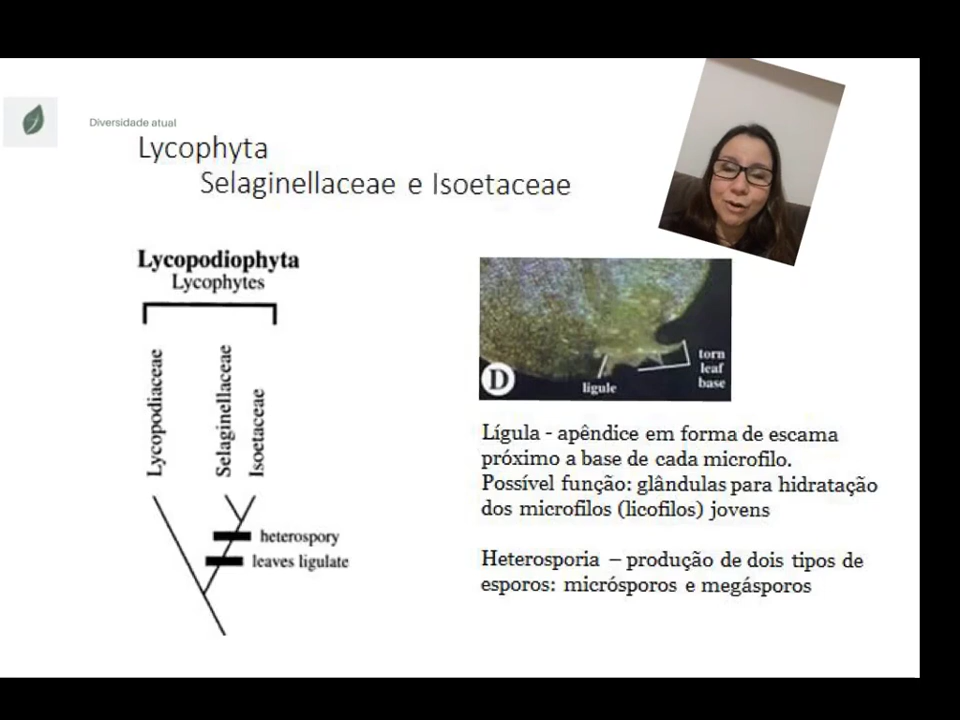 Diversidade atual
Lycophyta
Selaginellaceae e Isoetaceae
Lycopodiophyta
Lycophytes
Lycopodiaceae
Selaginellaceae
Isoetaceae
heterospory
leaves ligulate
D
ligule
torn
leaf
base
Lígula - apêndice em forma de escama
próximo a base de cada microfilo.
Possível função: glândulas para hidratação
dos microfilos (licofilos) jovens
Heterosporia – produção de dois tipos de
esporos: micrósporos e megásporos